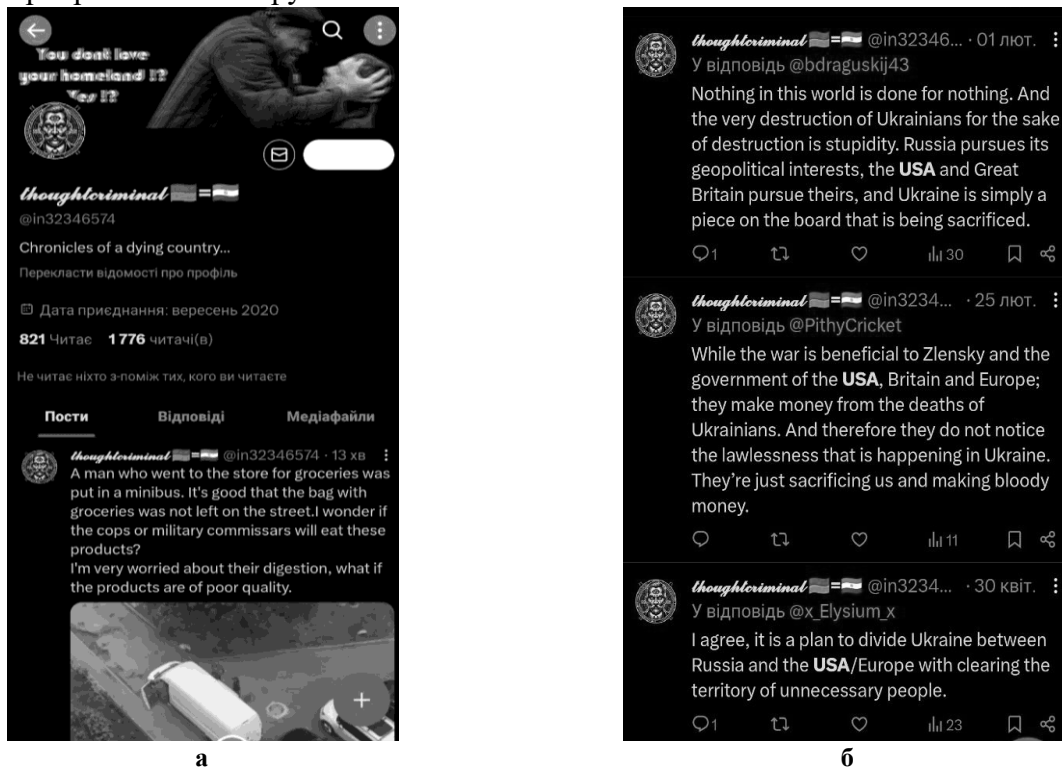 You dont love
your homeland !?
Yes !?
thoughtcriminal =
@in32346574
Chronicles of a dying country...
Перекласти відомості про профіль
Дата приєднання: вересень 2020
821 Читає 1 776 читачі(в)
Не читає ніхто з-поміж тих, кого ви читаєте
Пости Відповіді Медіафайли
thoughtcriminal = @in32346574 · 13 хв
A man who went to the store for groceries was
put in a minibus. It's good that the bag with
groceries was not left on the street.I wonder if
the cops or military commissars will eat these
products?
I'm very worried about their digestion, what if
the products are of poor quality.
а
thoughtcriminal = @in32346... · 01 лют.
У відповідь @bdraguskij43
Nothing in this world is done for nothing. And
the very destruction of Ukrainians for the sake
of destruction is stupidity. Russia pursues its
geopolitical interests, the USA and Great
Britain pursue theirs, and Ukraine is simply a
piece on the board that is being sacrificed.
1 30
thoughtcriminal = @in3234... · 25 лют.
У відповідь @PithyCricket
While the war is beneficial to Zlensky and the
government of the USA, Britain and Europe;
they make money from the deaths of
Ukrainians. And therefore they do not notice
the lawlessness that is happening in Ukraine.
They're just sacrificing us and making bloody
money.
11
thoughtcriminal = @in3234... · 30 квіт.
У відповідь @x_Elysium_x
I agree, it is a plan to divide Ukraine between
Russia and the USA/Europe with clearing the
territory of unnecessary people.
1 23
б